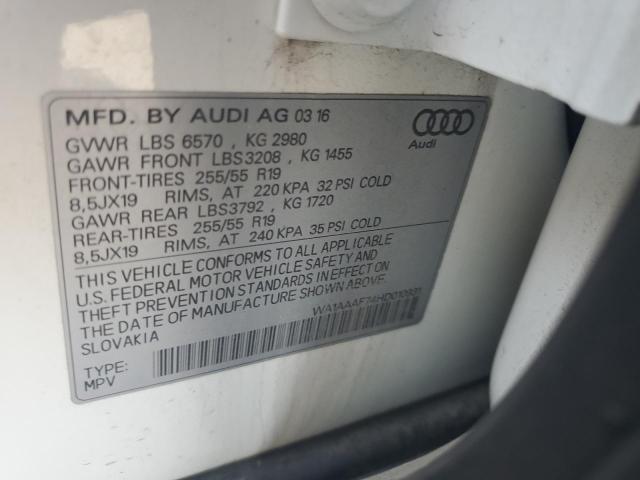 MFD. BY AUDI AG 03 16
Audi
GVWR LBS 6570 , KG 2980
GAWR FRONT LBS3208 , KG 1455
FRONT-TIRES 255/55 R19
8,5JX19 RIMS, AT 220 KPA 32 PSI COLD
GAWR REAR LBS3792 , KG 1720
REAR-TIRES 255/55 R19
8,5JX19 RIMS, AT 240 KPA 35 PSI COLD
THIS VEHICLE CONFORMS TO ALL APPLICABLE
U.S. FEDERAL MOTOR VEHICLE SAFETY AND
THEFT PREVENTION STANDARDS IN EFFECT ON
THE DATE OF MANUFACTURE SHOWN ABOVE.
SLOVAKIA
WA1AAAF74HD010931
TYPE:
MPV